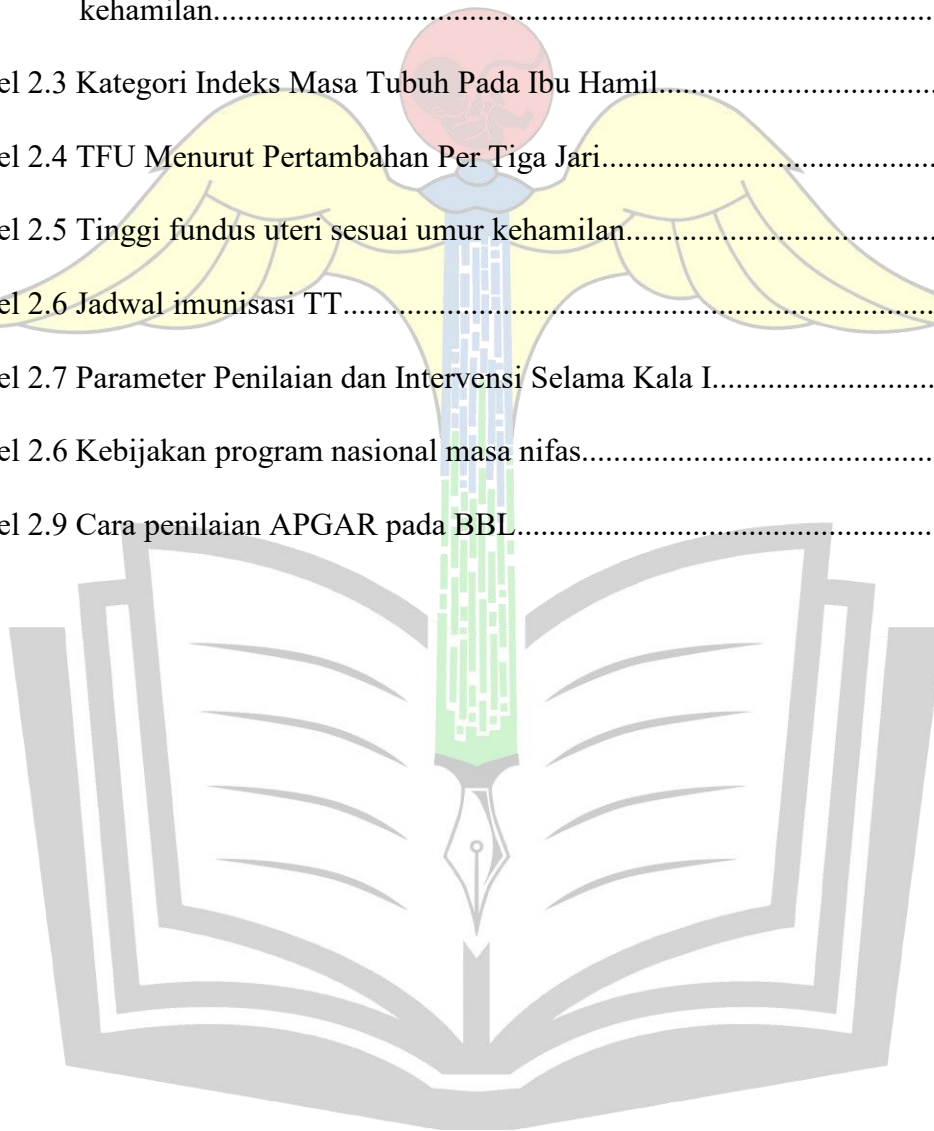 kehamilan..............................................................................................
el 2.3 Kategori Indeks Masa Tubuh Pada Ibu Hamil....................................
el 2.4 TFU Menurut Pertambahan Per Tiga Jari............................................
el 2.5 Tinggi fundus uteri sesuai umur kehamilan........................................
el 2.6 Jadwal imunisasi TT............................................................................
el 2.7 Parameter Penilaian dan Intervensi Selama Kala I.............................
el 2.6 Kebijakan program nasional masa nifas..............................................
el 2.9 Cara penilaian APGAR pada BBL......................................................